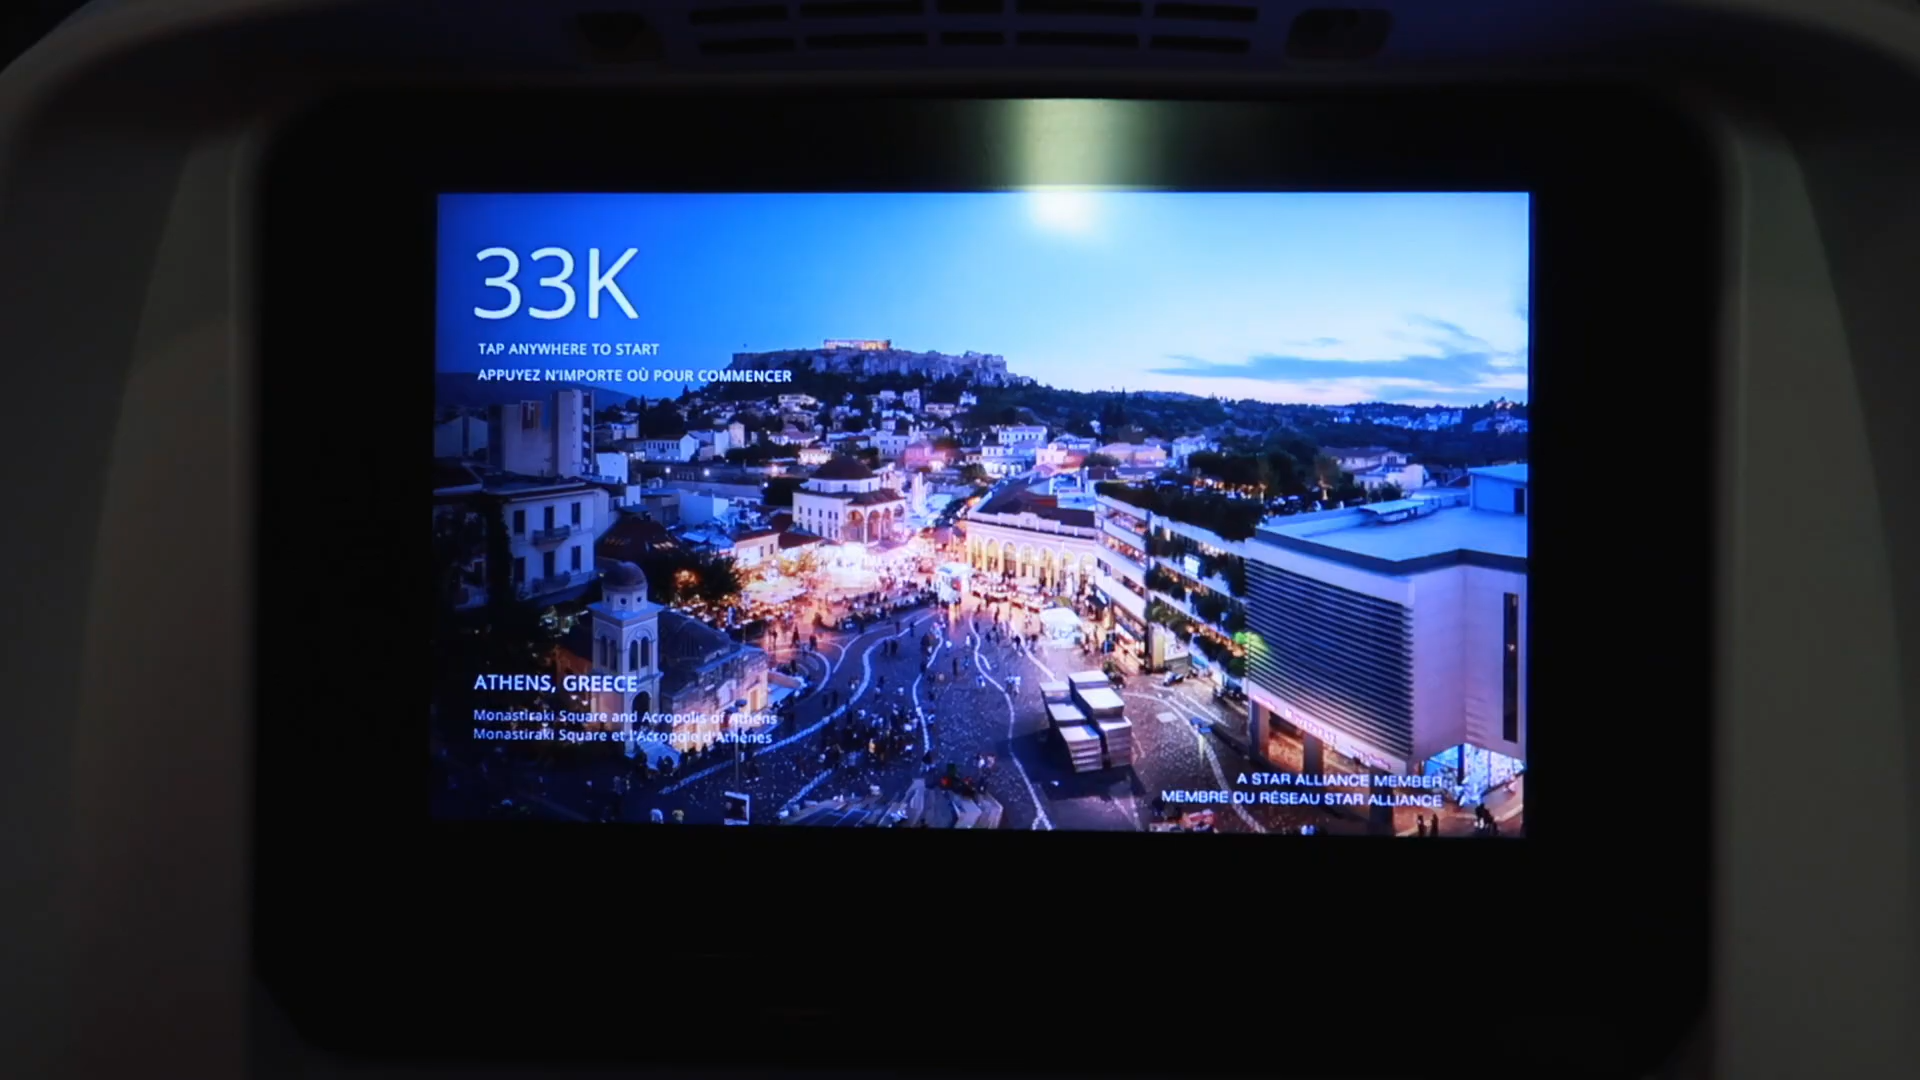 33K
TAP ANYWHERE TO START
APPUYEZ N'IMPORTE OÙ POUR COMMENCER
ATHENS, GREECE
Monastiraki Square and Acropolis of Athens
Monastiraki Square et l'Acropole d'Athènes
A STAR ALLIANCE MEMBER
MEMBRE DU RÉSEAU STAR ALLIANCE